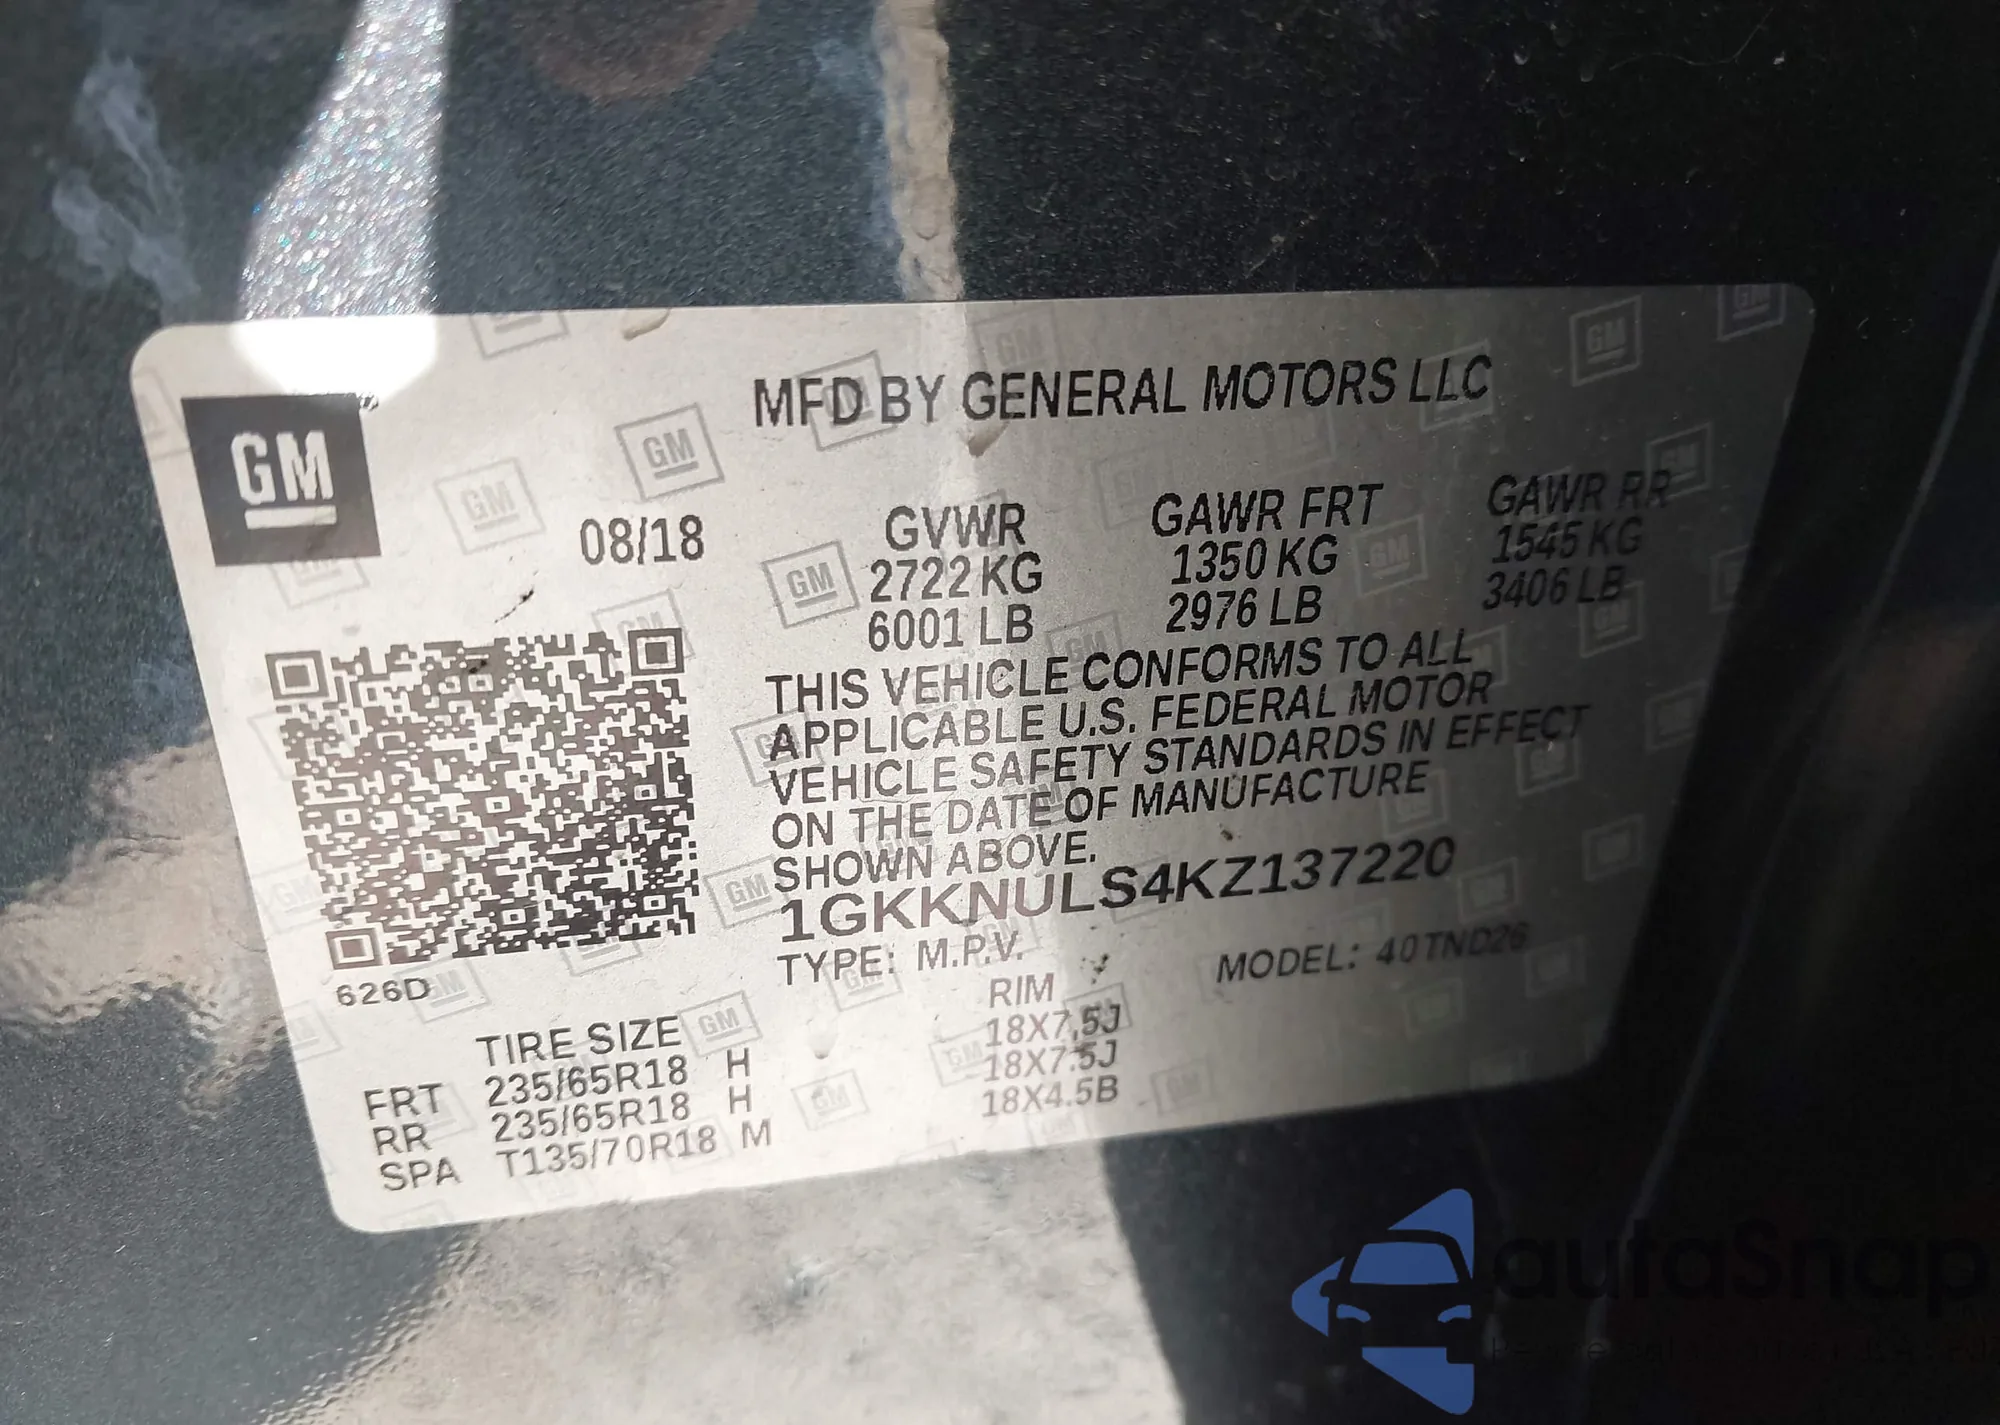 MFD BY GENERAL MOTORS LLC
GM
08/18
GVWR GAWR FRT GAWR RR
2722 KG 1350 KG 1545 KG
6001 LB 2976 LB 3406 LB
THIS VEHICLE CONFORMS TO ALL
APPLICABLE U.S. FEDERAL MOTOR
VEHICLE SAFETY STANDARDS IN EFFECT
ON THE DATE OF MANUFACTURE
SHOWN ABOVE.
1GKKNULS4KZ137220
TYPE: M.P.V. MODEL: 40TND26
626D
TIRE SIZE RIM
FRT 235/65R18 H 18X7.5J
RR 235/65R18 H 18X7.5J
SPA T135/70R18 M 18X4.5B
autaSnap